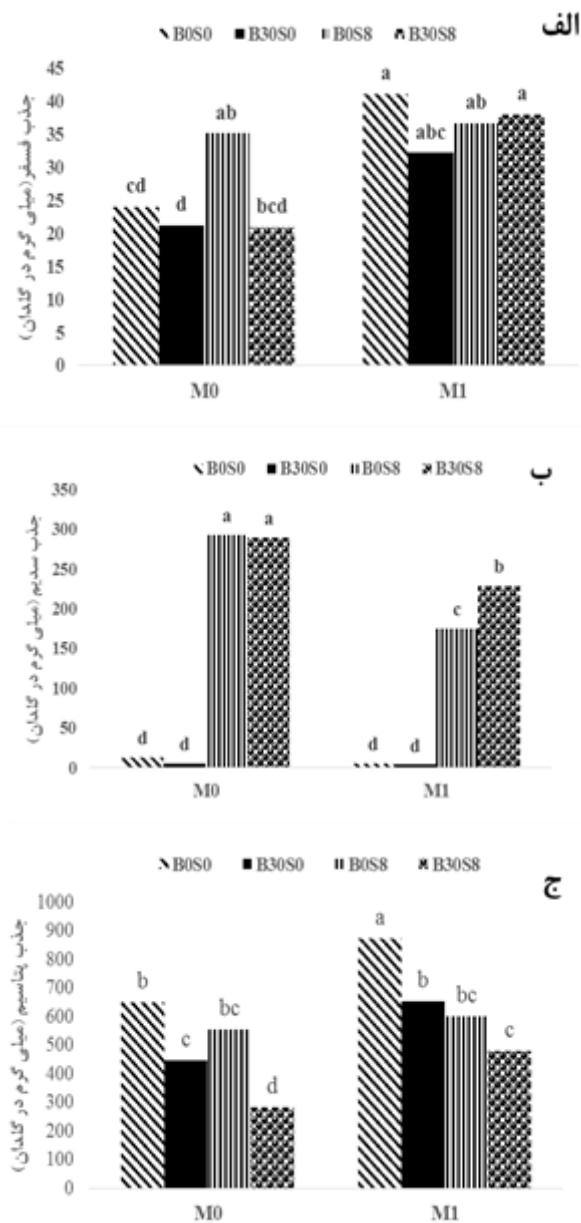 الف
B0S0 B30S0 B0S8 B30S8
جذب فسفر (میلی گرم در گلدان)
45
40
35
30
25
20
15
10
5
0
cd d ab bcd a abc ab a
M0 M1
ب
B0S0 B30S0 B0S8 B30S8
جذب سدیم (میلی گرم در گلدان)
350
300
250
200
150
100
50
0
d d a a d d c b
M0 M1
ج
B0S0 B30S0 B0S8 B30S8
جذب پتاسیم (میلی گرم در گلدان)
1000
900
800
700
600
500
400
300
200
100
0
b c bc d a b bc c
M0 M1